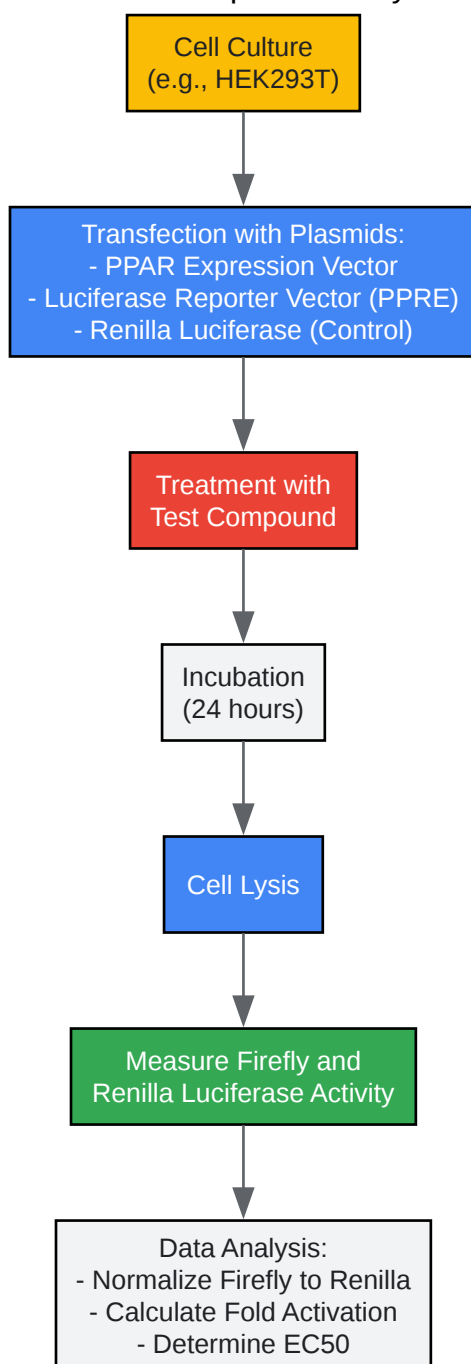 Cell Culture
(e.g., HEK293T)
Transfection with Plasmids:
- PPAR Expression Vector
- Luciferase Reporter Vector (PPRE)
- Renilla Luciferase (Control)
Treatment with
Test Compound
Incubation
(24 hours)
Cell Lysis
Measure Firefly and
Renilla Luciferase Activity
Data Analysis:
- Normalize Firefly to Renilla
- Calculate Fold Activation
- Determine EC50